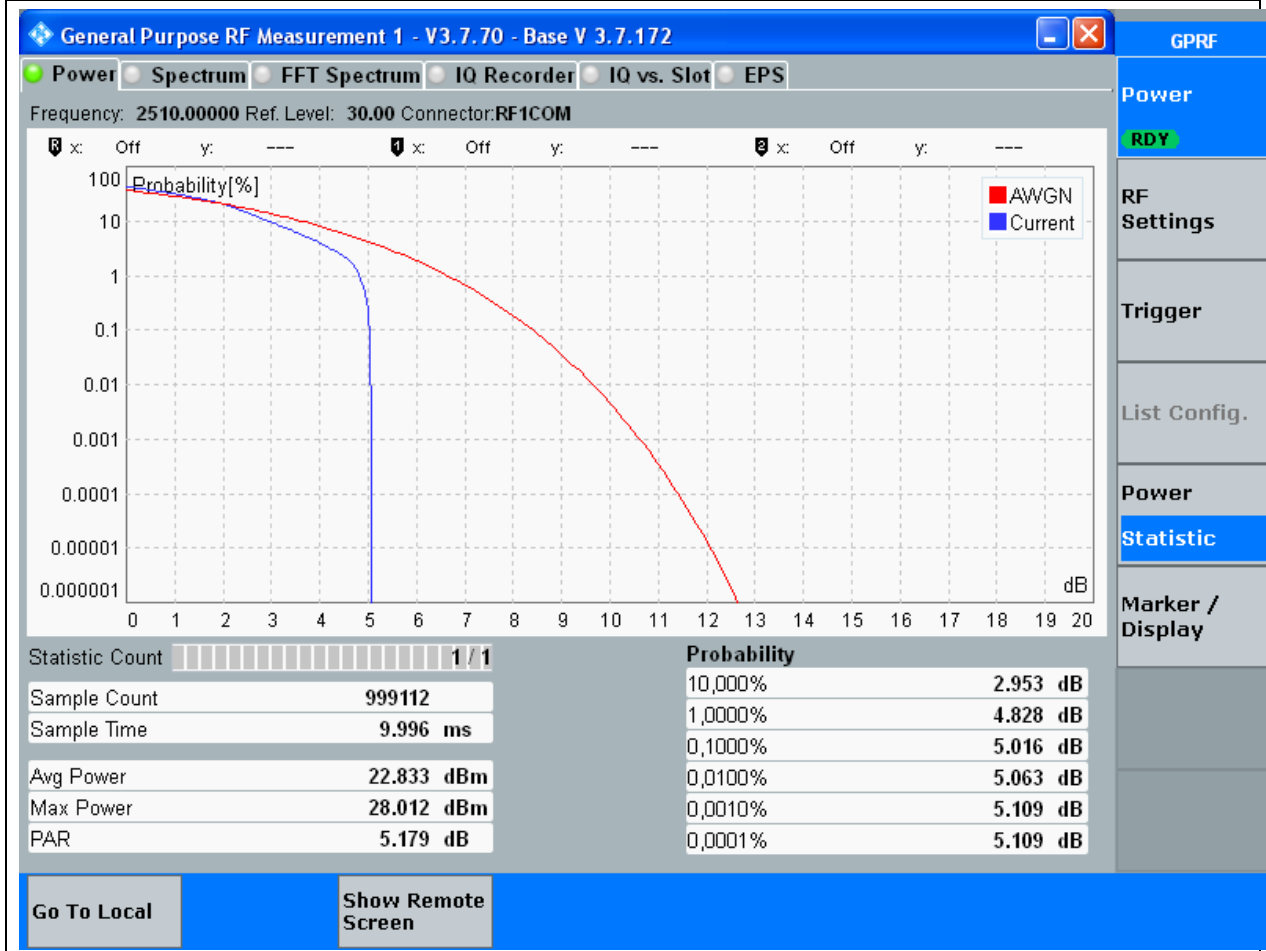 General Purpose RF Measurement 1 - V3.7.70 - Base V 3.7.172
GPRF
Power Spectrum FFT Spectrum IQ Recorder IQ vs. Slot EPS
Frequency: 2510.00000 Ref. Level: 30.00 Connector:RF1COM
R x: Off y: --- 1 x: Off y: --- 2 x: Off y: ---
Probability[%]
AWGN
Current
100
10
1
0.1
0.01
0.001
0.0001
0.00001
0.000001
dB
0 1 2 3 4 5 6 7 8 9 10 11 12 13 14 15 16 17 18 19 20
Statistic Count 1 / 1
Sample Count 999112
Sample Time 9.996 ms
Avg Power 22.833 dBm
Max Power 28.012 dBm
PAR 5.179 dB
Probability
10,000% 2.953 dB
1,0000% 4.828 dB
0,1000% 5.016 dB
0,0100% 5.063 dB
0,0010% 5.109 dB
0,0001% 5.109 dB
Power
RDY
RF
Settings
Trigger
List Config.
Power
Statistic
Marker /
Display
Go To Local
Show Remote
Screen